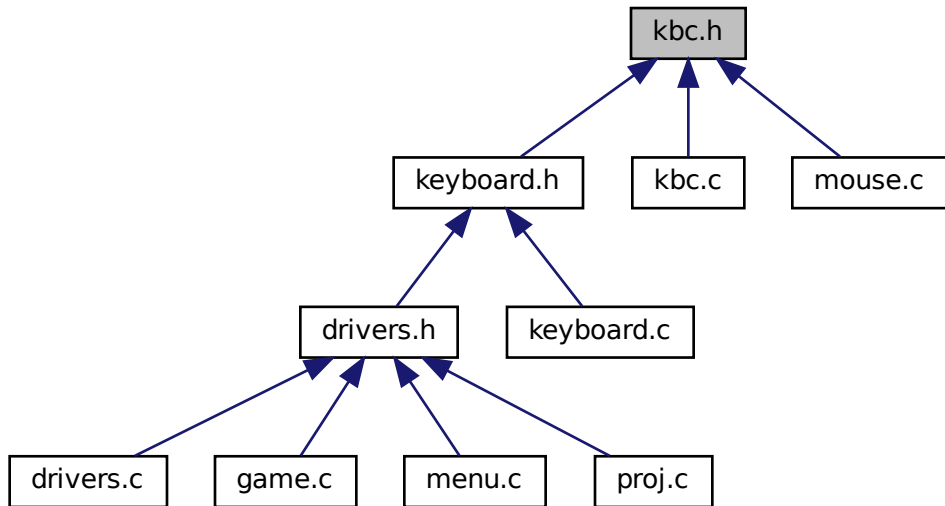 kbc.h
keyboard.h
kbc.c
mouse.c
drivers.h
keyboard.c
drivers.c
game.c
menu.c
proj.c